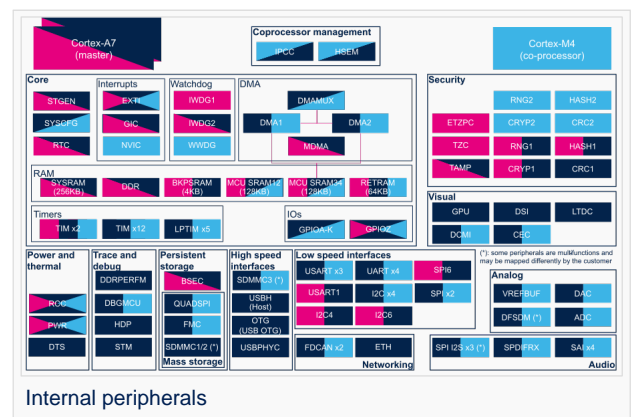 Cortex-A7
(master)
Coprocessor management
IPCC
HSEM
Cortex-M4
(co-processor)
Core
STGEN
SYSCFG
RTC
Interrupts
EXTI
GIC
NVIC
Watchdog
IWDG1
IWDG2
WWDG
DMA
DMAMUX
DMA1
DMA2
MDMA
Security
RNG2
HASH2
ETZPC
CRYP2
CRC2
TZC
RNG1
HASH1
TAMP
CRYP1
CRC1
RAM
SYSRAM
(256KB)
DDR
BKPSRAM
(4KB)
MCU SRAM12
(128KB)
MCU SRAM34
(128KB)
RETRAM
(64KB)
Timers
TIM x2
TIM x12
LPTIM x5
IOs
GPIOA-K
GPIOZ
Visual
GPU
DSI
LTDC
DCMI
CEC
(*): some peripherals are multifunctions and
may be mapped differently by the customer
Power and
thermal
RCC
PWR
DTS
Trace and
debug
DDRPERFM
DBGMCU
HDP
STM
Persistent
storage
BSEC
QUADSPI
FMC
SDMMC1/2 (*)
Mass storage
High speed
interfaces
SDMMC3 (*)
USBH
(Host)
OTG
(USB OTG)
USBPHYC
Low speed interfaces
USART x3
UART x4
SPI6
USART1
I2C x4
SPI x2
I2C4
I2C6
FDCAN x2
ETH
Networking
Analog
VREFBUF
DAC
DFSDM (*)
ADC
SPI I2S x3 (*)
SPDIFRX
SAI x4
Audio
Internal peripherals